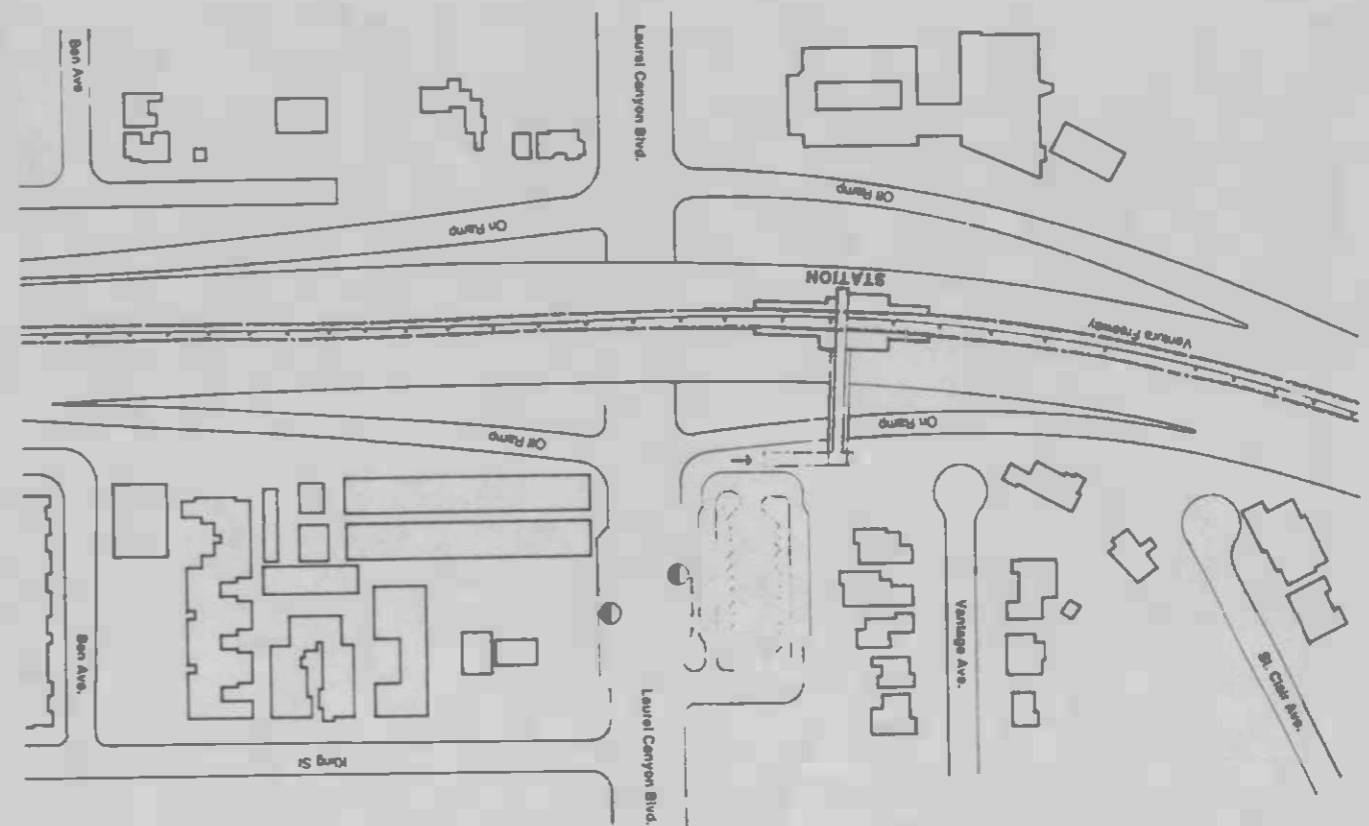 Ben Ave
Laurel Canyon Blvd.
Off Ramp
On Ramp
STATION
Ventura Freeway
Off Ramp
On Ramp
Ben Ave.
Vantage Ave.
St. Clair Ave.
Laurel Canyon Blvd.
Kling St